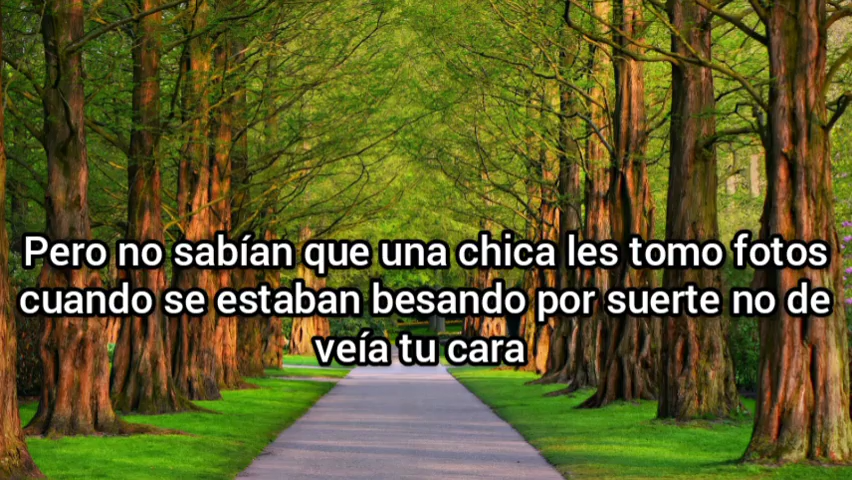 Pero no sabían que una chica les tomo fotos
cuando se estaban besando por suerte no de
veía tu cara